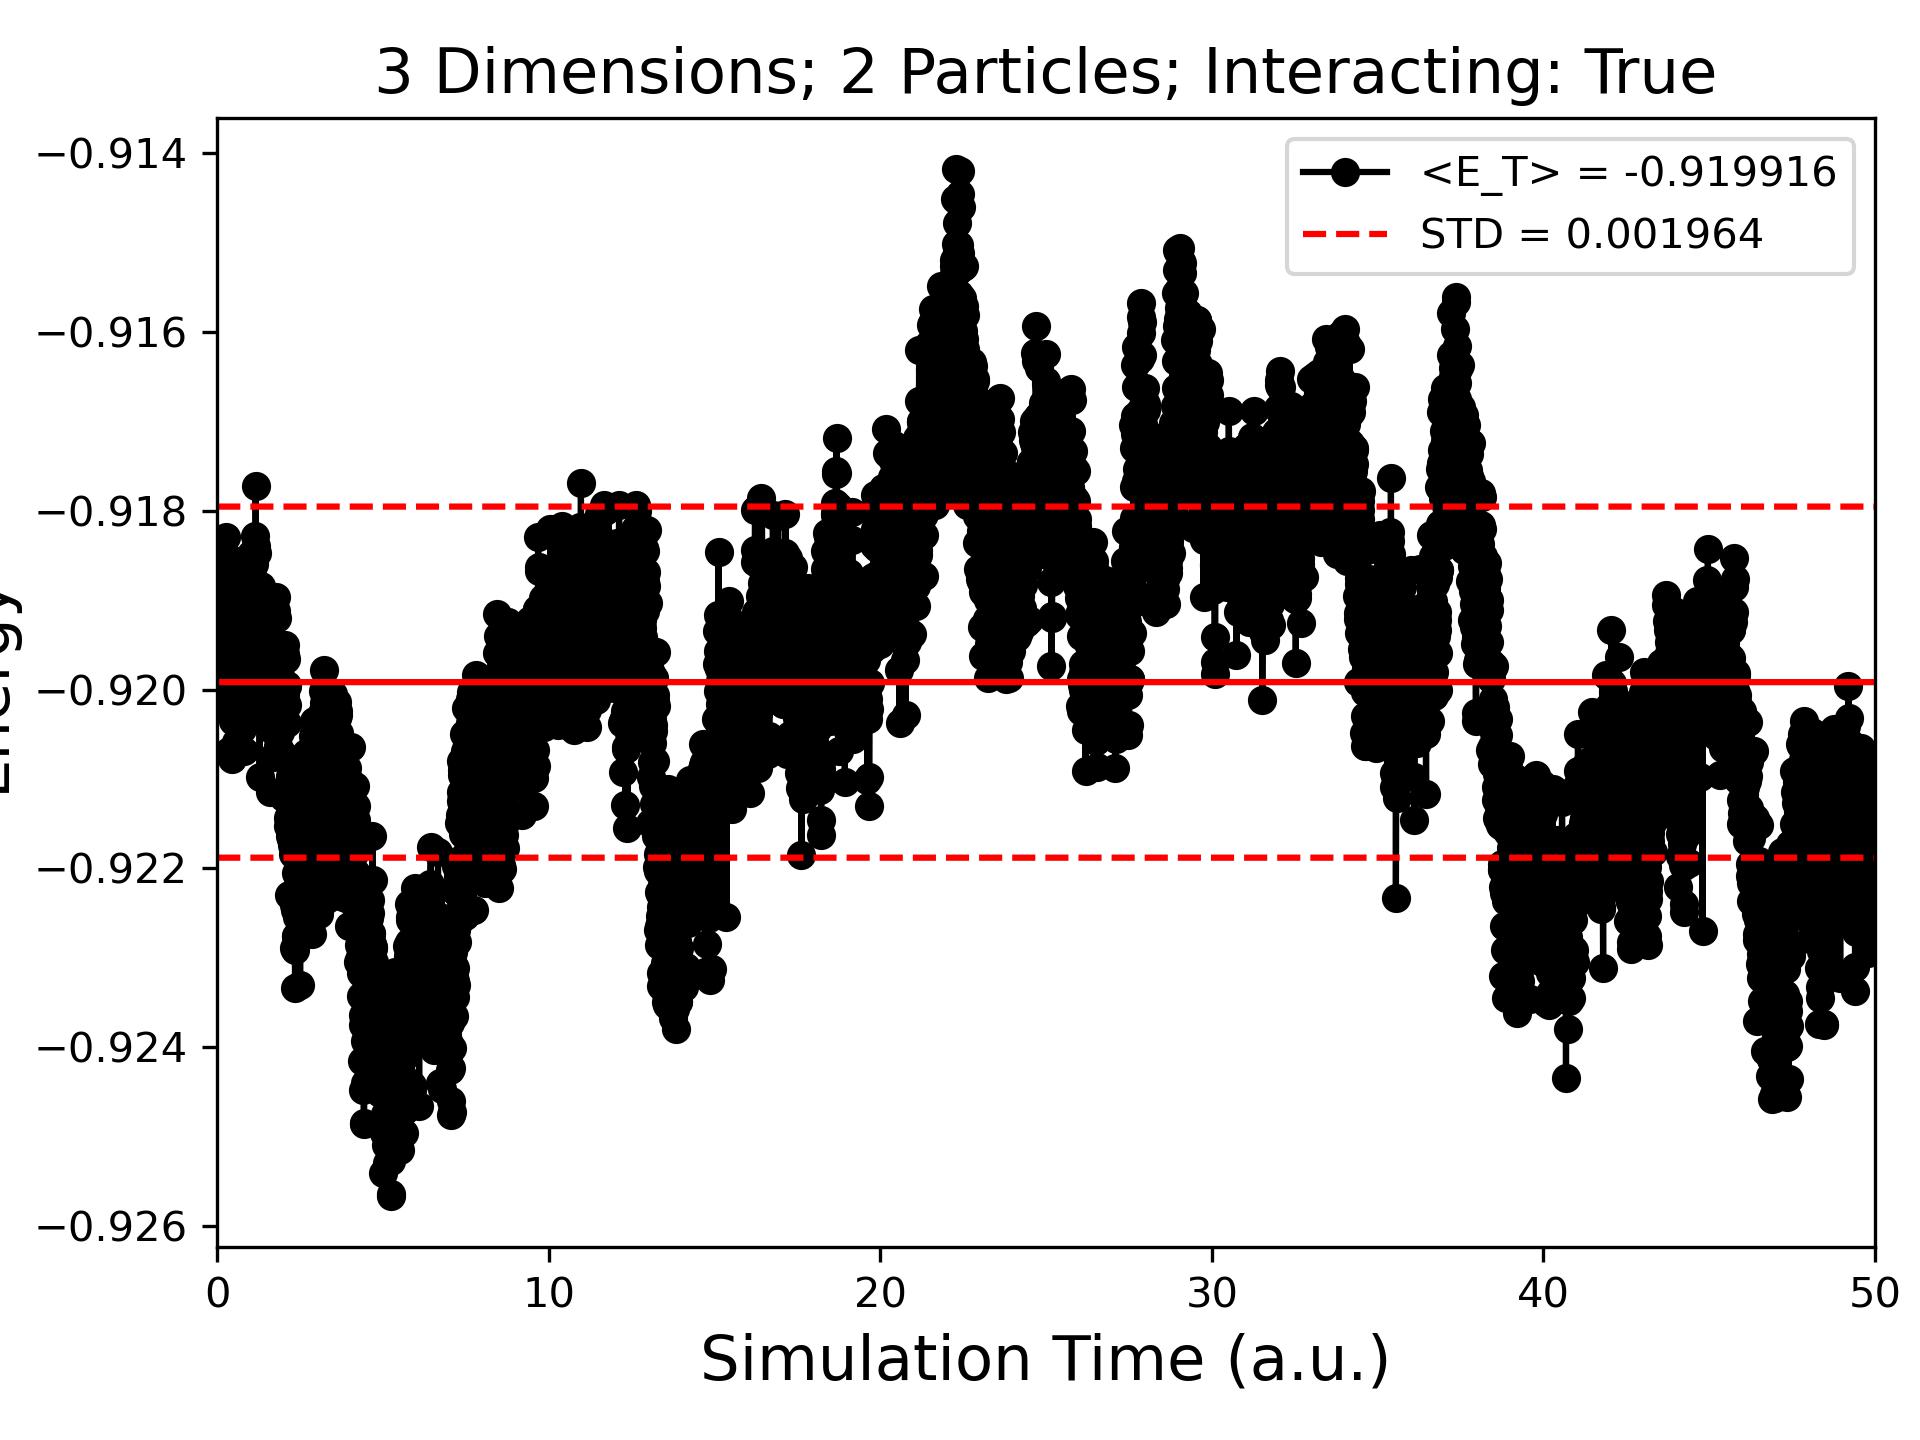 3 Dimensions; 2 Particles; Interacting: True
<E_T> = -0.919916
STD = 0.001964
−0.914
−0.916
−0.918
−0.920
−0.922
−0.924
−0.926
Energy
0 10 20 30 40 50
Simulation Time (a.u.)